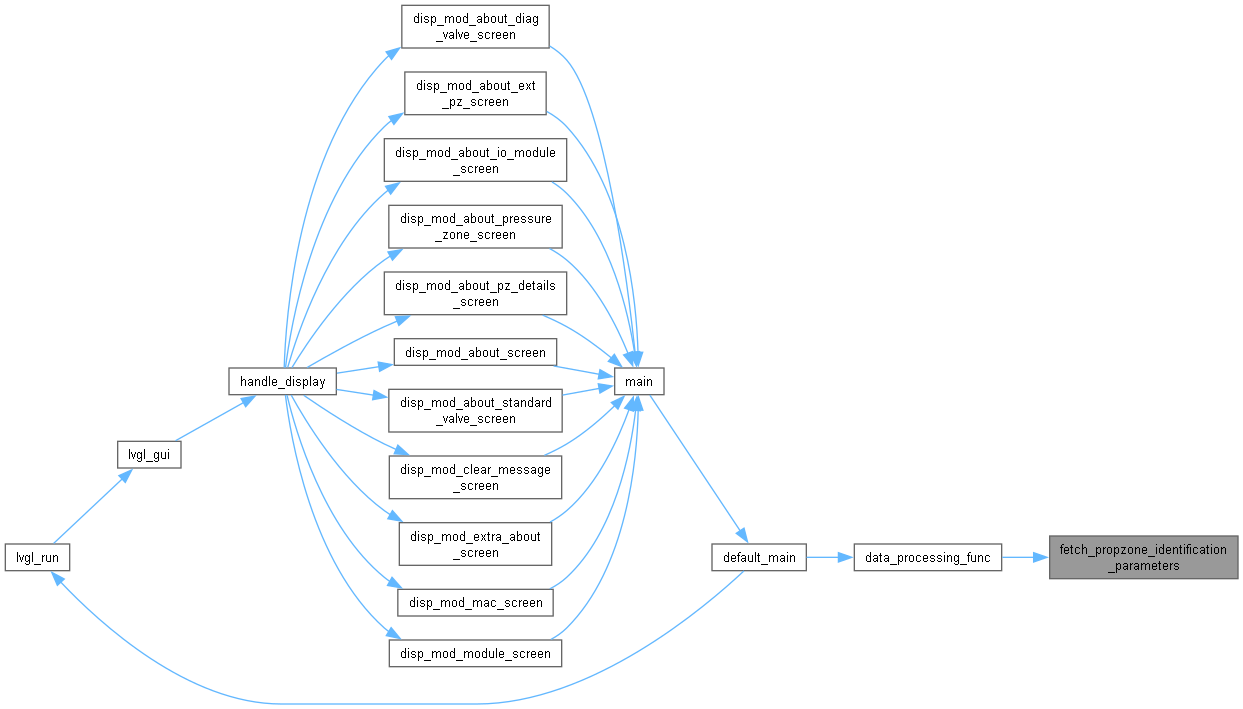 disp_mod_about_diag
_valve_screen
disp_mod_about_ext
_pz_screen
disp_mod_about_io_module
_screen
disp_mod_about_pressure
_zone_screen
disp_mod_about_pz_details
_screen
disp_mod_about_screen
handle_display
main
disp_mod_about_standard
_valve_screen
lvgl_gui
disp_mod_clear_message
_screen
disp_mod_extra_about
_screen
lvgl_run
default_main
data_processing_func
fetch_propzone_identification
_parameters
disp_mod_mac_screen
disp_mod_module_screen